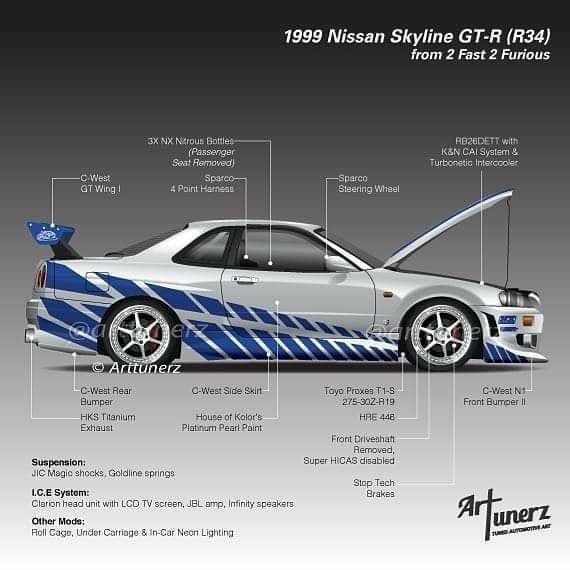 1999 Nissan Skyline GT-R (R34)
from 2 Fast 2 Furious
3X NX Nitrous Bottles
(Passenger
Seat Removed)
RB26DETT with
K&N CAI System &
Turbonetic Intercooler
C-West
GT Wing I
Sparco
4 Point Harness
Sparco
Steering Wheel
@arttunerz
@arttunerz
© Arttunerz
C-West Rear
Bumper
HKS Titanium
Exhaust
C-West Side Skirt
House of Kolor's
Platinum Pearl Paint
Toyo Proxes T1-S
275-30Z-R19
HRE 446
C-West N1
Front Bumper II
Front Driveshaft
Removed,
Super HICAS disabled
Stop Tech
Brakes
Suspension:
JIC Magic shocks, Goldline springs
I.C.E System:
Clarion head unit with LCD TV screen, JBL amp, Infinity speakers
Other Mods:
Roll Cage, Under Carriage & In-Car Neon Lighting
ArTunerz
TUNED AUTOMOTIVE ART